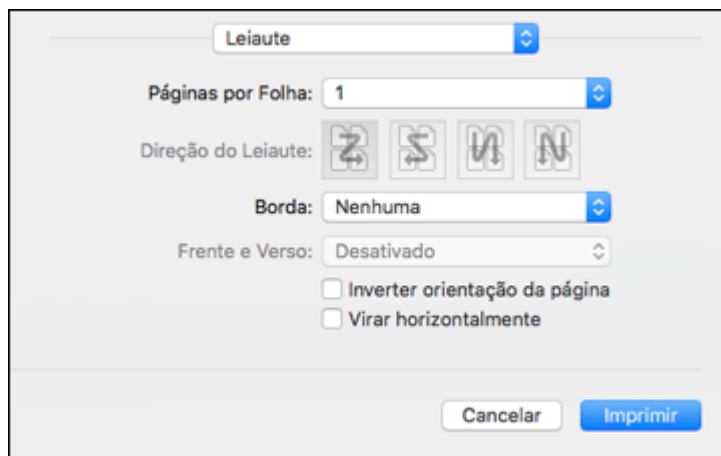 Leiaute
Páginas por Folha: 1
Direção do Leiaute:
Borda: Nenhuma
Frente e Verso: Desativado
Inverter orientação da página
Virar horizontalmente
Cancelar Imprimir